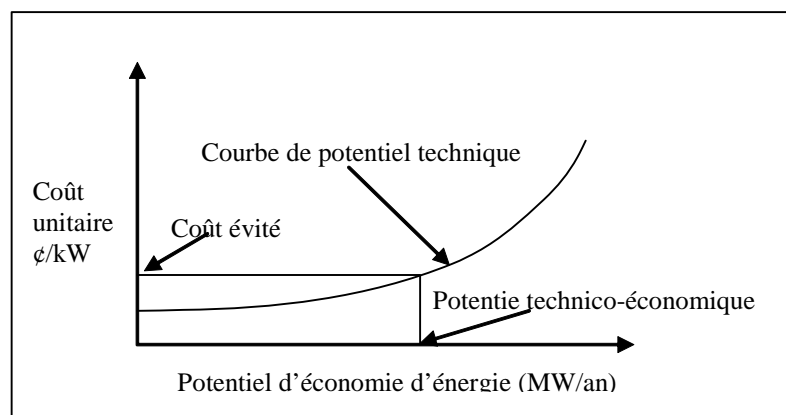 Courbe de potentiel technique
Coût
unitaire
¢/kW
Coût évité
Potentie technico-économique
Potentiel d'économie d'énergie (MW/an)